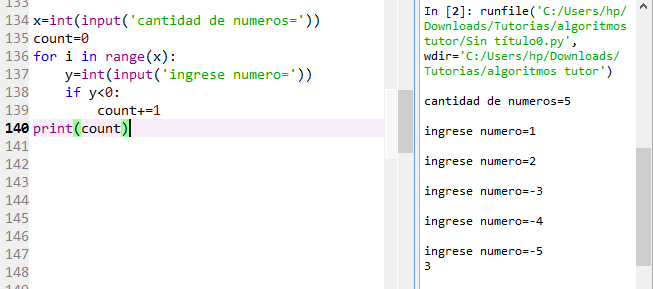 133
134 x=int(input('cantidad de numeros='))
135 count=0
136 for i in range(x):
137     y=int(input('ingrese numero='))
138     if y<0:
139         count+=1
140 print(count)
141
142
143
144
145
146
147
148
149
In [2]: runfile('C:/Users/hp/
Downloads/Tutorias/algoritmos
tutor/Sin título0.py',
wdir='C:/Users/hp/Downloads/
Tutorias/algoritmos tutor')
cantidad de numeros=5
ingrese numero=1
ingrese numero=2
ingrese numero=-3
ingrese numero=-4
ingrese numero=-5
3